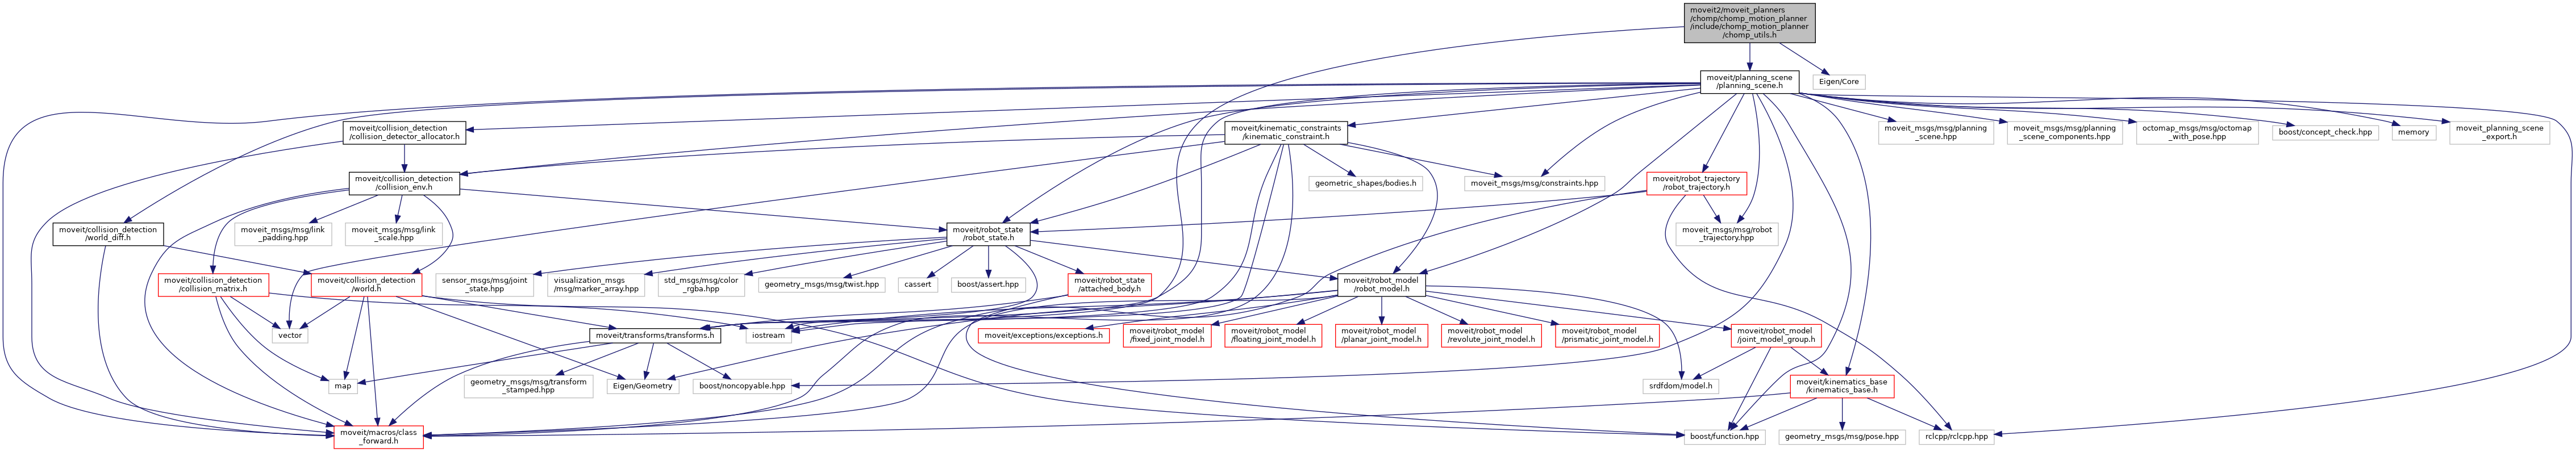 moveit2/moveit_planners
/chomp/chomp_motion_planner
/include/chomp_motion_planner
/chomp_utils.h
moveit/planning_scene
/planning_scene.h
Eigen/Core
moveit/collision_detection
/collision_detector_allocator.h
moveit/kinematic_constraints
/kinematic_constraint.h
moveit_msgs/msg/planning
_scene.hpp
moveit_msgs/msg/planning
_scene_components.hpp
octomap_msgs/msg/octomap
_with_pose.hpp
boost/concept_check.hpp
memory
moveit_planning_scene
_export.h
moveit/collision_detection
/collision_env.h
geometric_shapes/bodies.h
moveit_msgs/msg/constraints.hpp
moveit/robot_trajectory
/robot_trajectory.h
moveit/collision_detection
/world_diff.h
moveit_msgs/msg/link
_padding.hpp
moveit_msgs/msg/link
_scale.hpp
moveit/robot_state
/robot_state.h
moveit_msgs/msg/robot
_trajectory.hpp
moveit/collision_detection
/collision_matrix.h
moveit/collision_detection
/world.h
sensor_msgs/msg/joint
_state.hpp
visualization_msgs
/msg/marker_array.hpp
std_msgs/msg/color
_rgba.hpp
geometry_msgs/msg/twist.hpp
cassert
boost/assert.hpp
moveit/robot_state
/attached_body.h
moveit/robot_model
/robot_model.h
vector
moveit/transforms/transforms.h
iostream
moveit/exceptions/exceptions.h
moveit/robot_model
/fixed_joint_model.h
moveit/robot_model
/floating_joint_model.h
moveit/robot_model
/planar_joint_model.h
moveit/robot_model
/revolute_joint_model.h
moveit/robot_model
/prismatic_joint_model.h
moveit/robot_model
/joint_model_group.h
map
geometry_msgs/msg/transform
_stamped.hpp
Eigen/Geometry
boost/noncopyable.hpp
srdfdom/model.h
moveit/kinematics_base
/kinematics_base.h
moveit/macros/class
_forward.h
boost/function.hpp
geometry_msgs/msg/pose.hpp
rclcpp/rclcpp.hpp